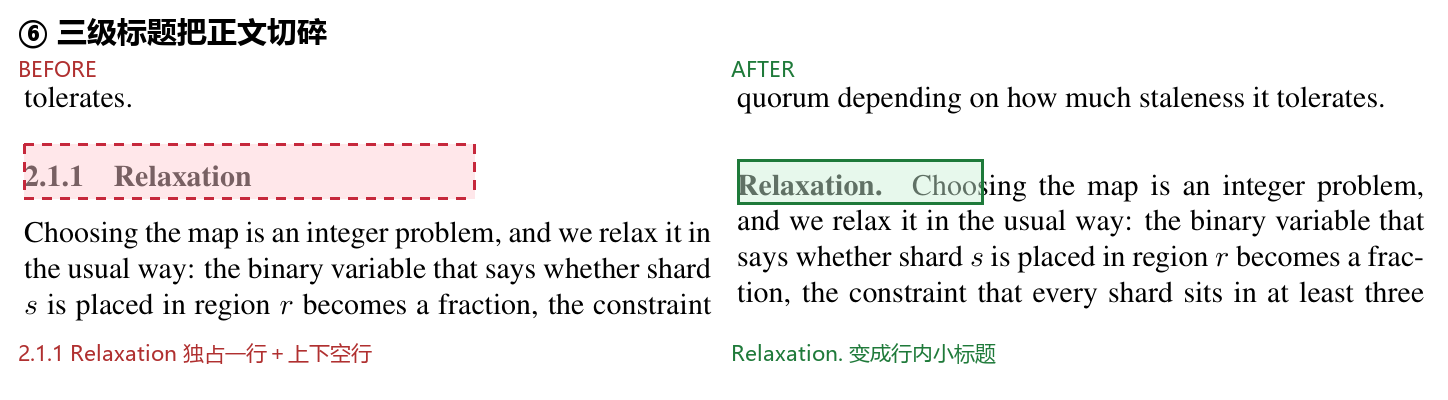 ⑥ 三级标题把正文切碎
BEFORE
tolerates.
2.1.1 Relaxation
Choosing the map is an integer problem, and we relax it in
the usual way: the binary variable that says whether shard
s is placed in region r becomes a fraction, the constraint
2.1.1 Relaxation 独占一行 + 上下空行
AFTER
quorum depending on how much staleness it tolerates.
Relaxation. Choosing the map is an integer problem,
and we relax it in the usual way: the binary variable that
says whether shard s is placed in region r becomes a frac-
tion, the constraint that every shard sits in at least three
Relaxation. 变成行内小标题